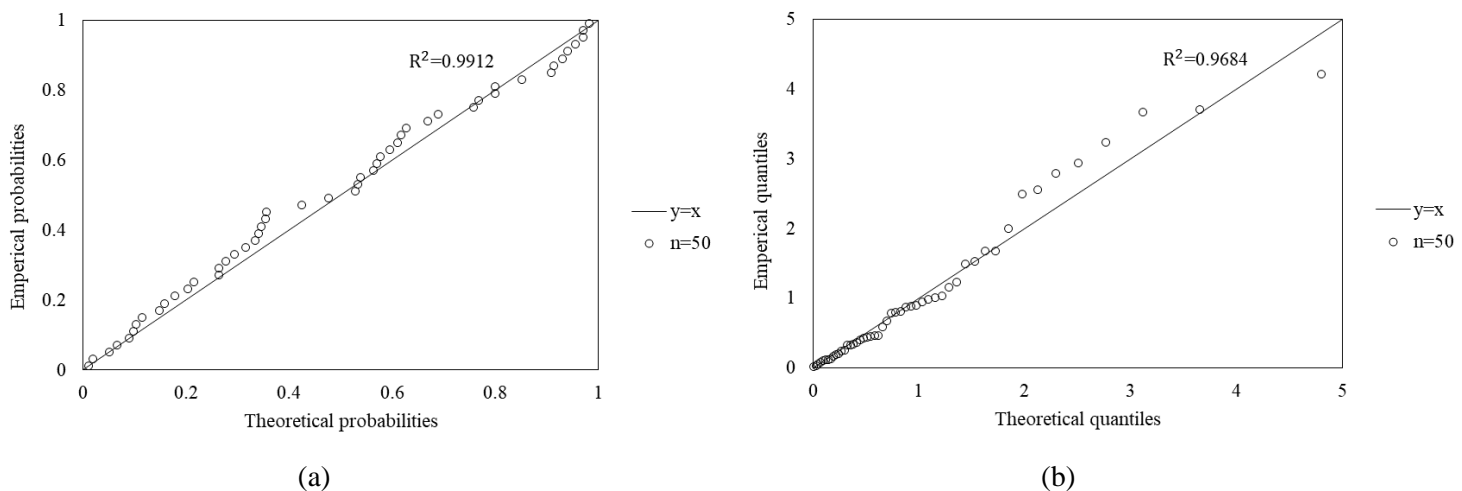 1
0.8
0.6
0.4
0.2
0
0
0.2
0.4
0.6
0.8
1
Emperical probabilities
Theoretical probabilities
R²=0.9912
y=x
n=50
(a)
5
4
3
2
1
0
0
1
2
3
4
5
Emperical quantiles
Theoretical quantiles
R²=0.9684
y=x
n=50
(b)